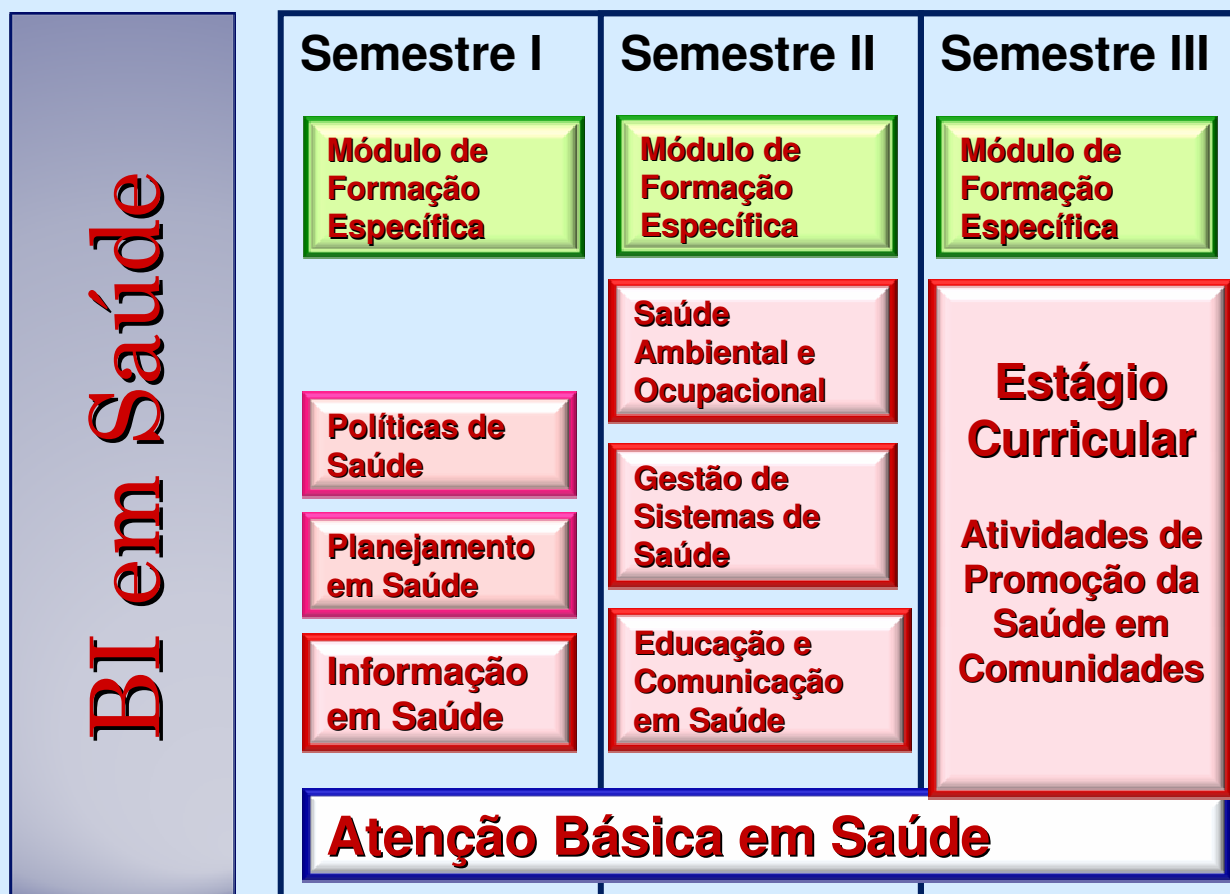 BI em Saúde
Semestre I
Módulo de
Formação
Específica
Políticas de
Saúde
Planejamento
em Saúde
Informação
em Saúde
Semestre II
Módulo de
Formação
Específica
Saúde
Ambiental e
Ocupacional
Gestão de
Sistemas de
Saúde
Educação e
Comunicação
em Saúde
Semestre III
Módulo de
Formação
Específica
Estágio
Curricular
Atividades de
Promoção da
Saúde em
Comunidades
Atenção Básica em Saúde